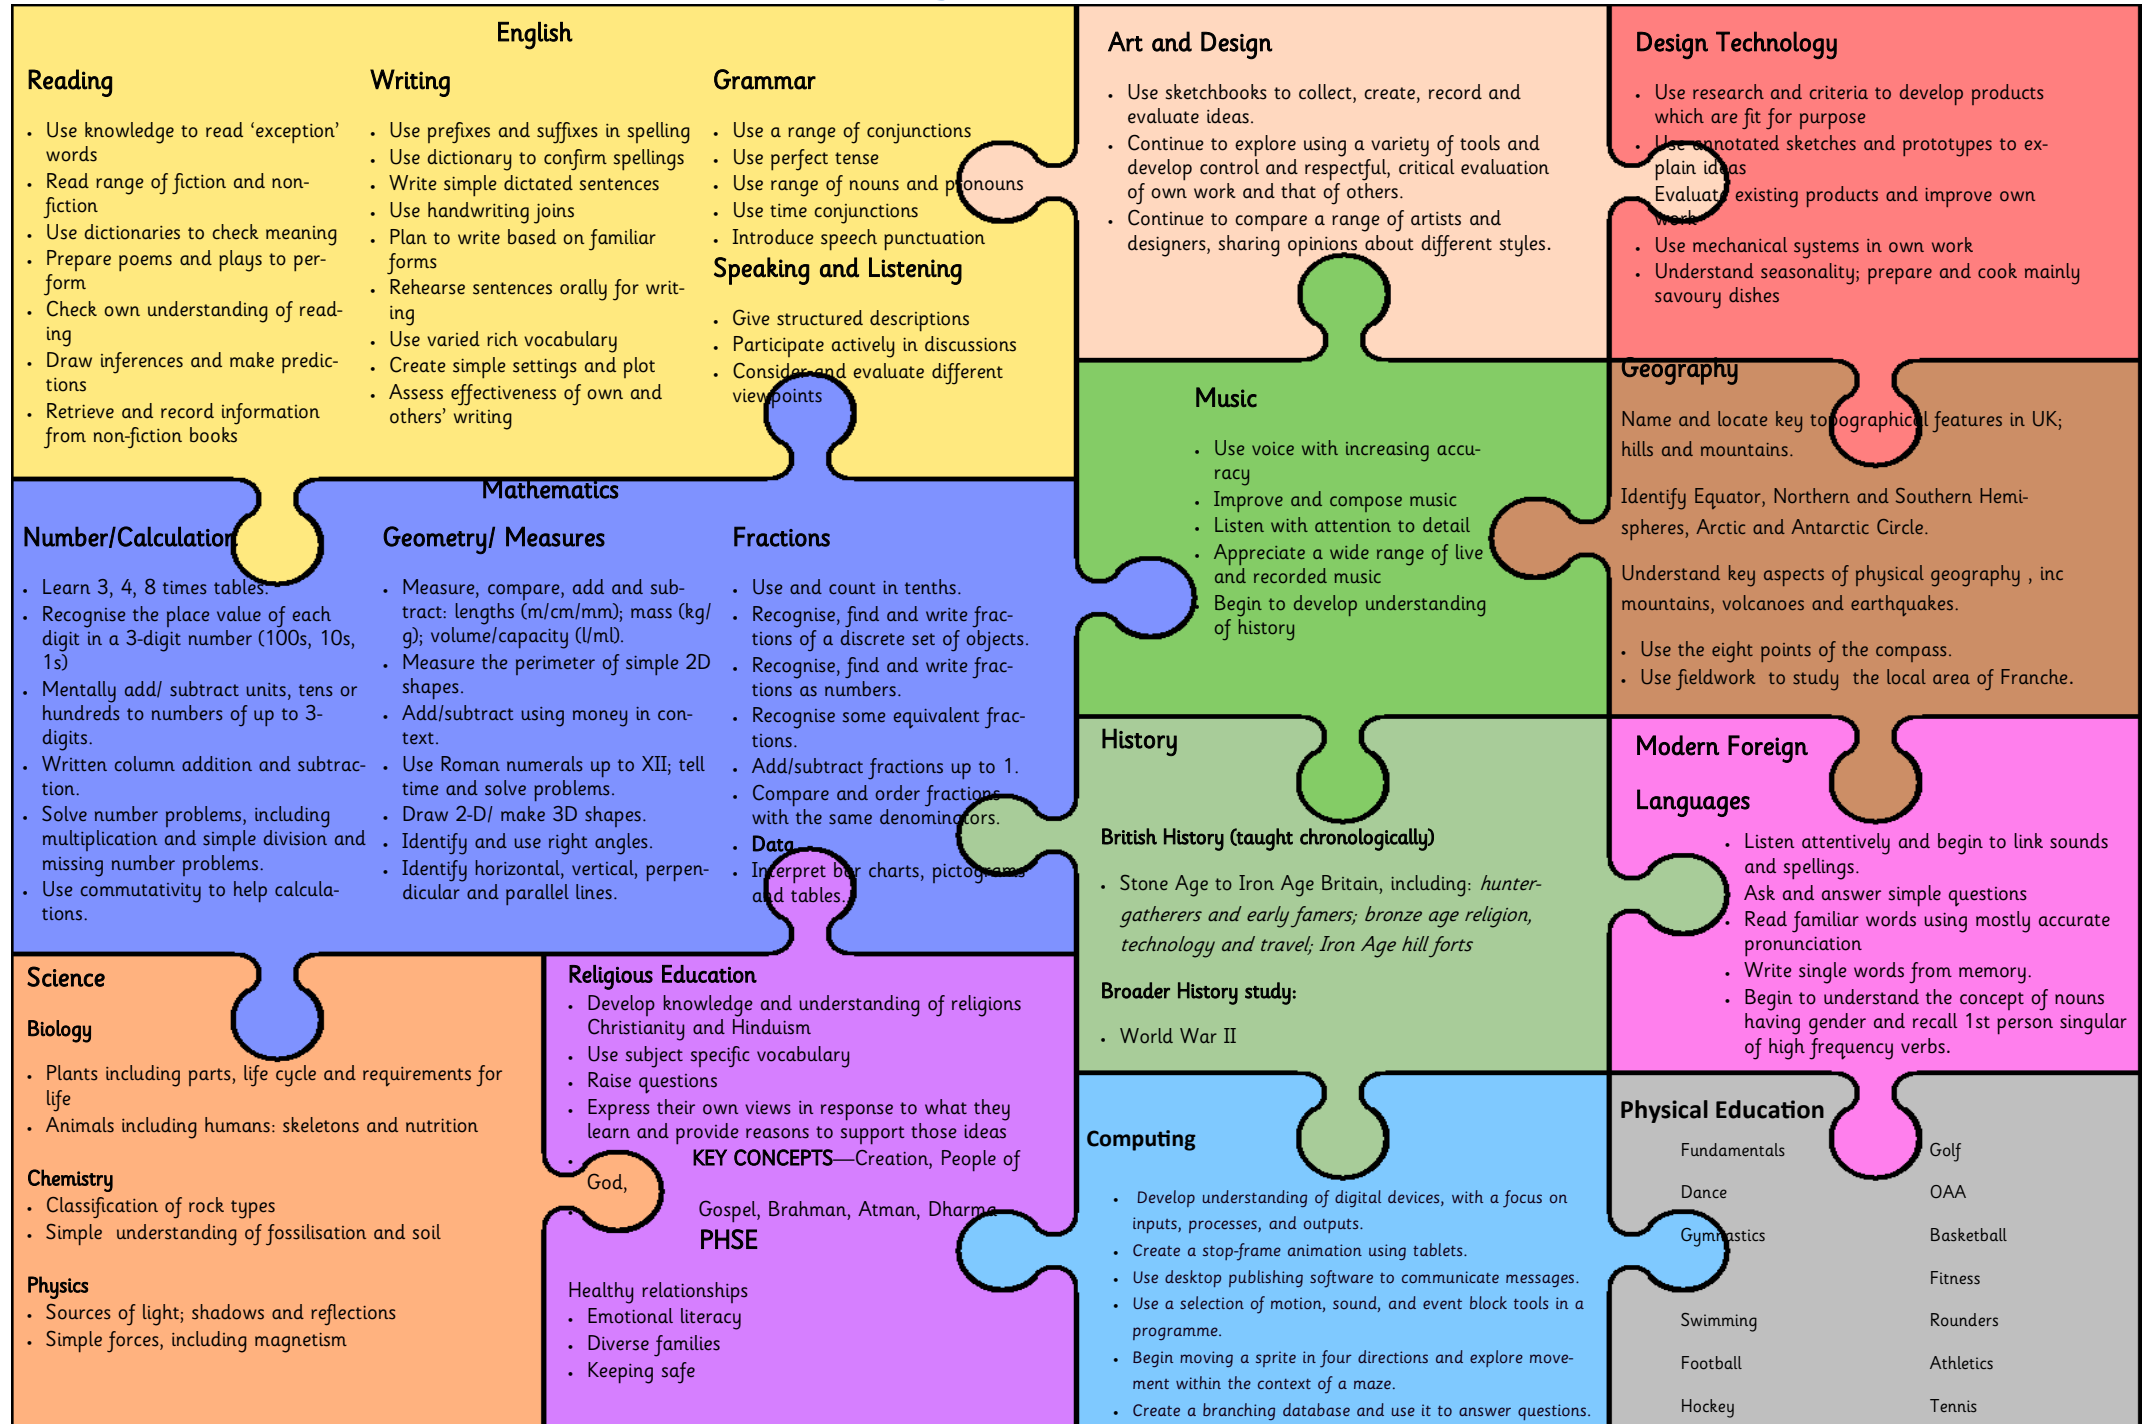 English
Reading
• Use knowledge to read ‘exception’
words
• Read range of fiction and non-
fiction
• Use dictionaries to check meaning
• Prepare poems and plays to per-
form
• Check own understanding of read-
ing
• Draw inferences and make predic-
tions
• Retrieve and record information
from non-fiction books
Writing
• Use prefixes and suffixes in spelling
• Use dictionary to confirm spellings
• Write simple dictated sentences
• Use handwriting joins
• Plan to write based on familiar
forms
• Rehearse sentences orally for writ-
ing
• Use varied rich vocabulary
• Create simple settings and plot
• Assess effectiveness of own and
others’ writing
Grammar
• Use a range of conjunctions
• Use perfect tense
• Use range of nouns and pronouns
• Use time conjunctions
• Introduce speech punctuation
Speaking and Listening
• Give structured descriptions
• Participate actively in discussions
• Consider and evaluate different
viewpoints
Art and Design
• Use sketchbooks to collect, create, record and
evaluate ideas.
• Continue to explore using a variety of tools and
develop control and respectful, critical evaluation
of own work and that of others.
• Continue to compare a range of artists and
designers, sharing opinions about different styles.
Design Technology
• Use research and criteria to develop products
which are fit for purpose
• Use annotated sketches and prototypes to ex-
plain ideas
Evaluate existing products and improve own
work
• Use mechanical systems in own work
• Understand seasonality; prepare and cook mainly
savoury dishes
Mathematics
Number/Calculation
• Learn 3, 4, 8 times tables.
• Recognise the place value of each
digit in a 3-digit number (100s, 10s,
1s)
• Mentally add/ subtract units, tens or
hundreds to numbers of up to 3-
digits.
• Written column addition and subtrac-
tion.
• Solve number problems, including
multiplication and simple division and
missing number problems.
• Use commutativity to help calcula-
tions.
Geometry/ Measures
• Measure, compare, add and sub-
tract: lengths (m/cm/mm); mass (kg/
g); volume/capacity (l/ml).
• Measure the perimeter of simple 2D
shapes.
• Add/subtract using money in con-
text.
• Use Roman numerals up to XII; tell
time and solve problems.
• Draw 2-D/ make 3D shapes.
• Identify and use right angles.
• Identify horizontal, vertical, perpen-
dicular and parallel lines.
Fractions
• Use and count in tenths.
• Recognise, find and write frac-
tions of a discrete set of objects.
• Recognise, find and write frac-
tions as numbers.
• Recognise some equivalent frac-
tions.
• Add/subtract fractions up to 1.
• Compare and order fractions
with the same denominators.
• Data
• Interpret bar charts, pictograms
and tables.
Music
• Use voice with increasing accu-
racy
• Improve and compose music
• Listen with attention to detail
• Appreciate a wide range of live
and recorded music
Begin to develop understanding
of history
Geography
Name and locate key topographical features in UK;
hills and mountains.
Identify Equator, Northern and Southern Hemi-
spheres, Arctic and Antarctic Circle.
Understand key aspects of physical geography , inc
mountains, volcanoes and earthquakes.
• Use the eight points of the compass.
• Use fieldwork to study the local area of Franche.
History
British History (taught chronologically)
• Stone Age to Iron Age Britain, including: hunter-
gatherers and early famers; bronze age religion,
technology and travel; Iron Age hill forts
Broader History study:
• World War II
Modern Foreign
Languages
• Listen attentively and begin to link sounds
and spellings.
Ask and answer simple questions
• Read familiar words using mostly accurate
pronunciation
• Write single words from memory.
• Begin to understand the concept of nouns
having gender and recall 1st person singular
of high frequency verbs.
Science
Biology
• Plants including parts, life cycle and requirements for
life
• Animals including humans: skeletons and nutrition
Chemistry
• Classification of rock types
• Simple understanding of fossilisation and soil
Physics
• Sources of light; shadows and reflections
• Simple forces, including magnetism
Religious Education
• Develop knowledge and understanding of religions
Christianity and Hinduism
• Use subject specific vocabulary
• Raise questions
• Express their own views in response to what they
learn and provide reasons to support those ideas
• KEY CONCEPTS—Creation, People of
God,
• Gospel, Brahman, Atman, Dharma
PHSE
Healthy relationships
• Emotional literacy
• Diverse families
• Keeping safe
Computing
• Develop understanding of digital devices, with a focus on
inputs, processes, and outputs.
• Create a stop-frame animation using tablets.
• Use desktop publishing software to communicate messages.
• Use a selection of motion, sound, and event block tools in a
programme.
• Begin moving a sprite in four directions and explore move-
ment within the context of a maze.
• Create a branching database and use it to answer questions.
Physical Education
Fundamentals
Dance
Gymnastics
Swimming
Football
Hockey
Golf
OAA
Basketball
Fitness
Rounders
Athletics
Tennis